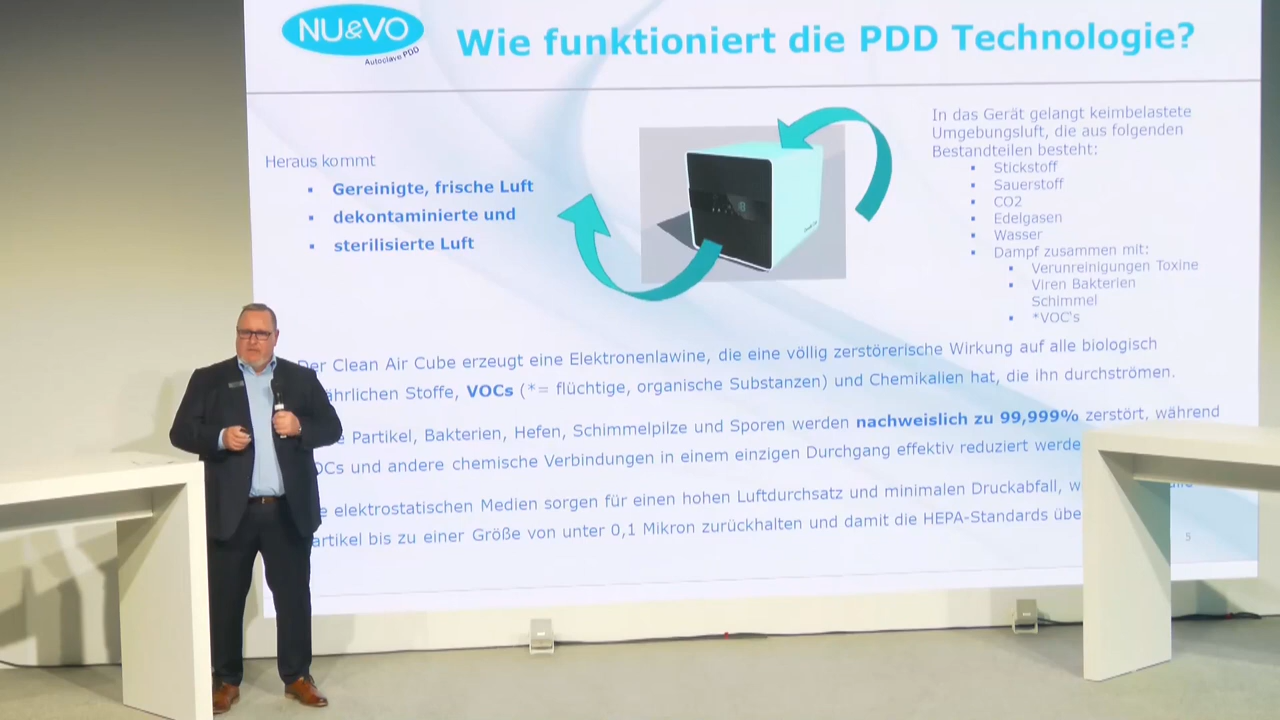 NU&VO
Autoclave PDD
Wie funktioniert die PDD Technologie?
Heraus kommt
▪ Gereinigte, frische Luft
▪ dekontaminierte und
▪ sterilisierte Luft
In das Gerät gelangt keimbelastete
Umgebungsluft, die aus folgenden
Bestandteilen besteht:
▪ Stickstoff
▪ Sauerstoff
▪ CO2
▪ Edelgasen
▪ Wasser
▪ Dampf zusammen mit:
▪ Verunreinigungen Toxine
▪ Viren Bakterien
Schimmel
▪ *VOC's
Der Clean Air Cube erzeugt eine Elektronenlawine, die eine völlig zerstörerische Wirkung auf alle biologisch
Stoffe, VOCs (*= flüchtige, organische Substanzen) und Chemikalien hat, die ihn durchströmen.
Partikel, Bakterien, Hefen, Schimmelpilze und Sporen werden nachweislich zu 99,999% zerstört, während
und andere chemische Verbindungen in einem einzigen Durchgang effektiv reduziert
elektrostatischen Medien sorgen für einen hohen Luftdurchsatz und minimalen Druckabfall,
bis zu einer Größe von unter 0,1 Mikron zurückhalten und damit die HEPA-Standards
5